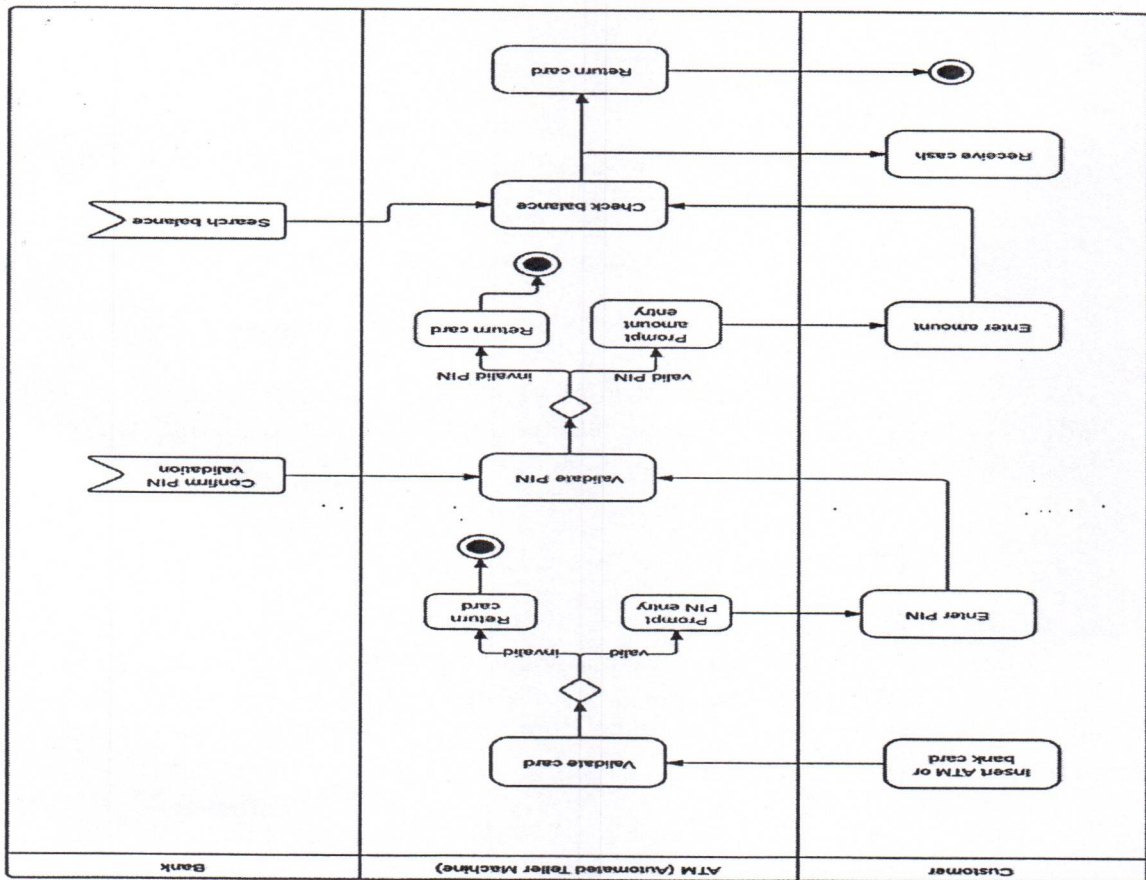 Customer
ATM (Automated Teller Machine)
Bank
Insert ATM or
bank card
Validate card
valid
invalid
Enter PIN
Prompt
PIN entry
Return
card
Validate PIN
Confirm PIN
validation
valid PIN
invalid PIN
Enter amount
Prompt
amount
entry
Return card
Check balance
Search balance
Receive cash
Return card